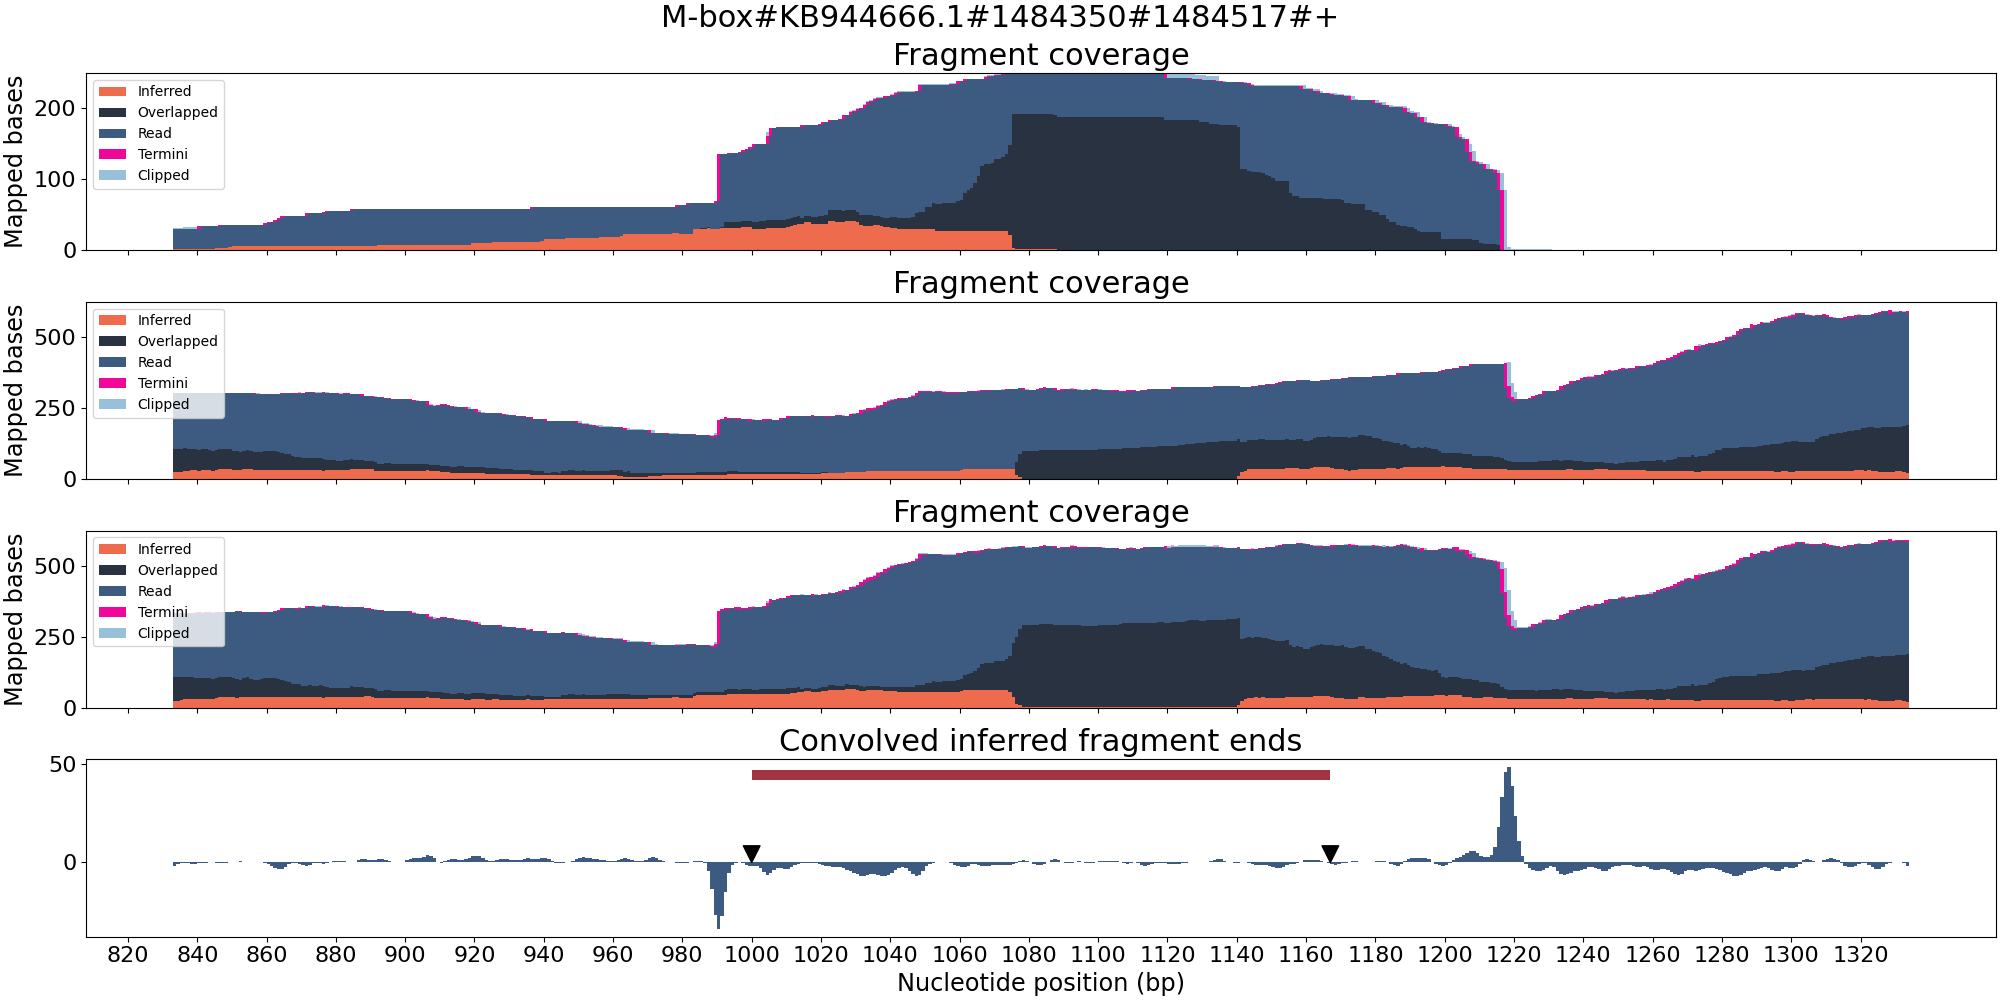 M-box#KB944666.1#1484350#1484517#+
Fragment coverage
Mapped bases
200
100
0
Inferred
Overlapped
Read
Termini
Clipped
Fragment coverage
Mapped bases
500
250
0
Inferred
Overlapped
Read
Termini
Clipped
Fragment coverage
Mapped bases
500
250
0
Inferred
Overlapped
Read
Termini
Clipped
Convolved inferred fragment ends
50
0
820 840 860 880 900 920 940 960 980 1000 1020 1040 1060 1080 1100 1120 1140 1160 1180 1200 1220 1240 1260 1280 1300 1320
Nucleotide position (bp)